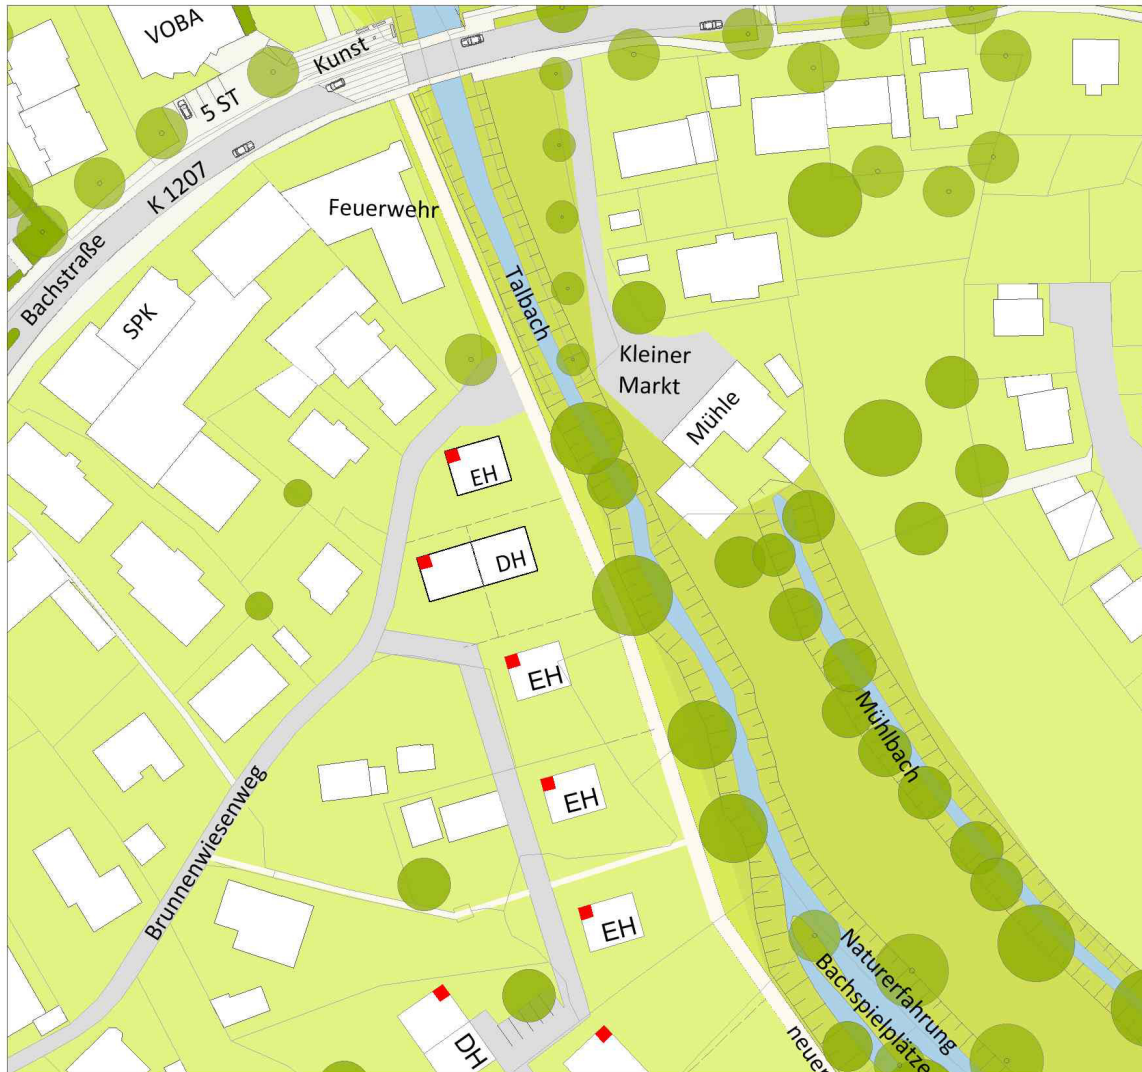 VOBA
Kunst
5 ST
K 1207
Bachstraße
Feuerwehr
SPK
Talbach
Kleiner
Markt
Mühle
EH
DH
EH
Mühlbach
EH
Brunnenwiesenweg
EH
Naturerfahrung
Bachspielplätze
DH
neuer